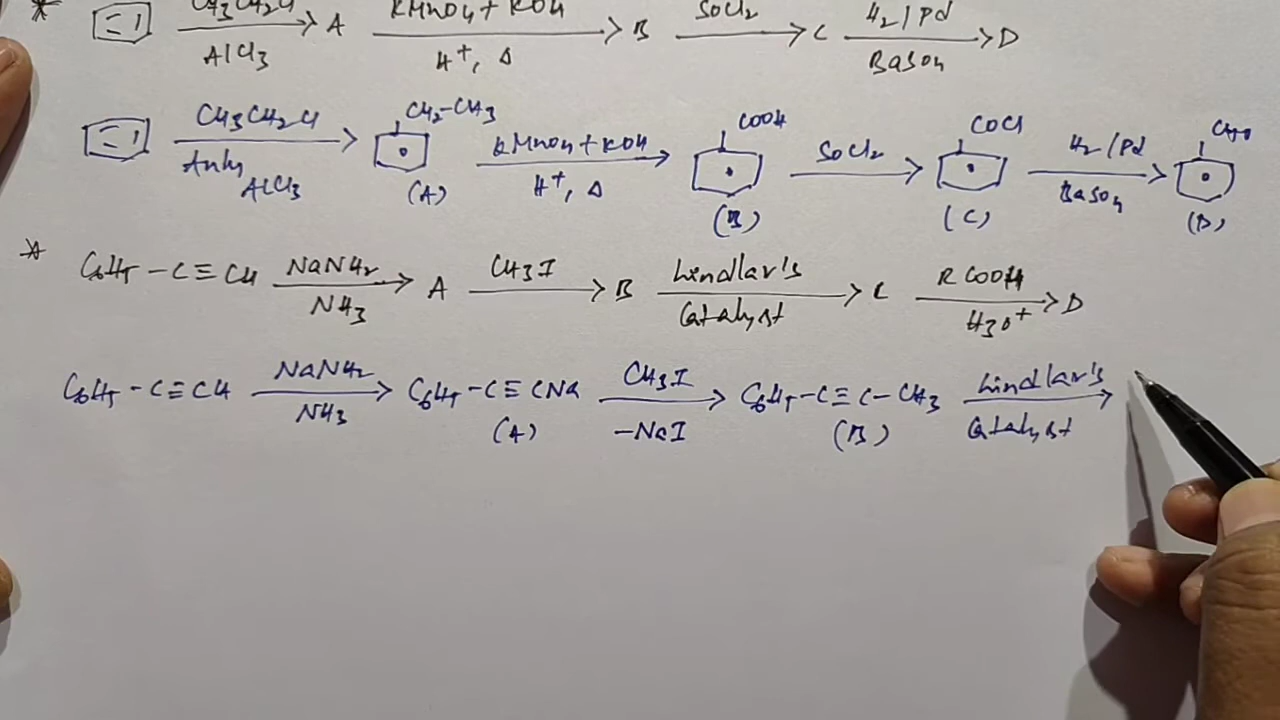 * CH3CH2Cl / AlCl3 → A KMnO4 + KOH / H+, Δ → B SOCl2 → C H2/Pd / BaSO4 → D
CH3CH2Cl / Anhy AlCl3 → CH2-CH3 (A) KMnO4 + KOH / H+, Δ → COOH (B) SOCl2 → COCl (C) H2/Pd / BaSO4 → CHO (D)
* C6H5 - C ≡ CH NaNH2 / NH3 → A CH3I → B Lindlar's / Catalyst → C RCOOH / H3O+ → D
C6H5 - C ≡ CH NaNH2 / NH3 → C6H5 - C ≡ CNa (A) CH3I / -NaI → C6H5 - C ≡ C - CH3 (B) Lindlar's / Catalyst →